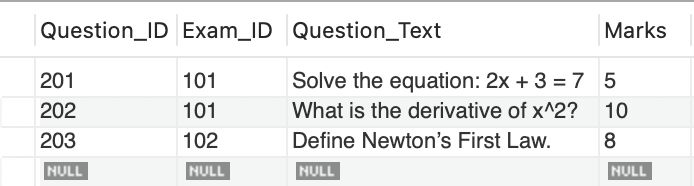 Question_ID Exam_ID Question_Text Marks
201 101 Solve the equation: 2x + 3 = 7 5
202 101 What is the derivative of x^2? 10
203 102 Define Newton’s First Law. 8
NULL NULL NULL NULL